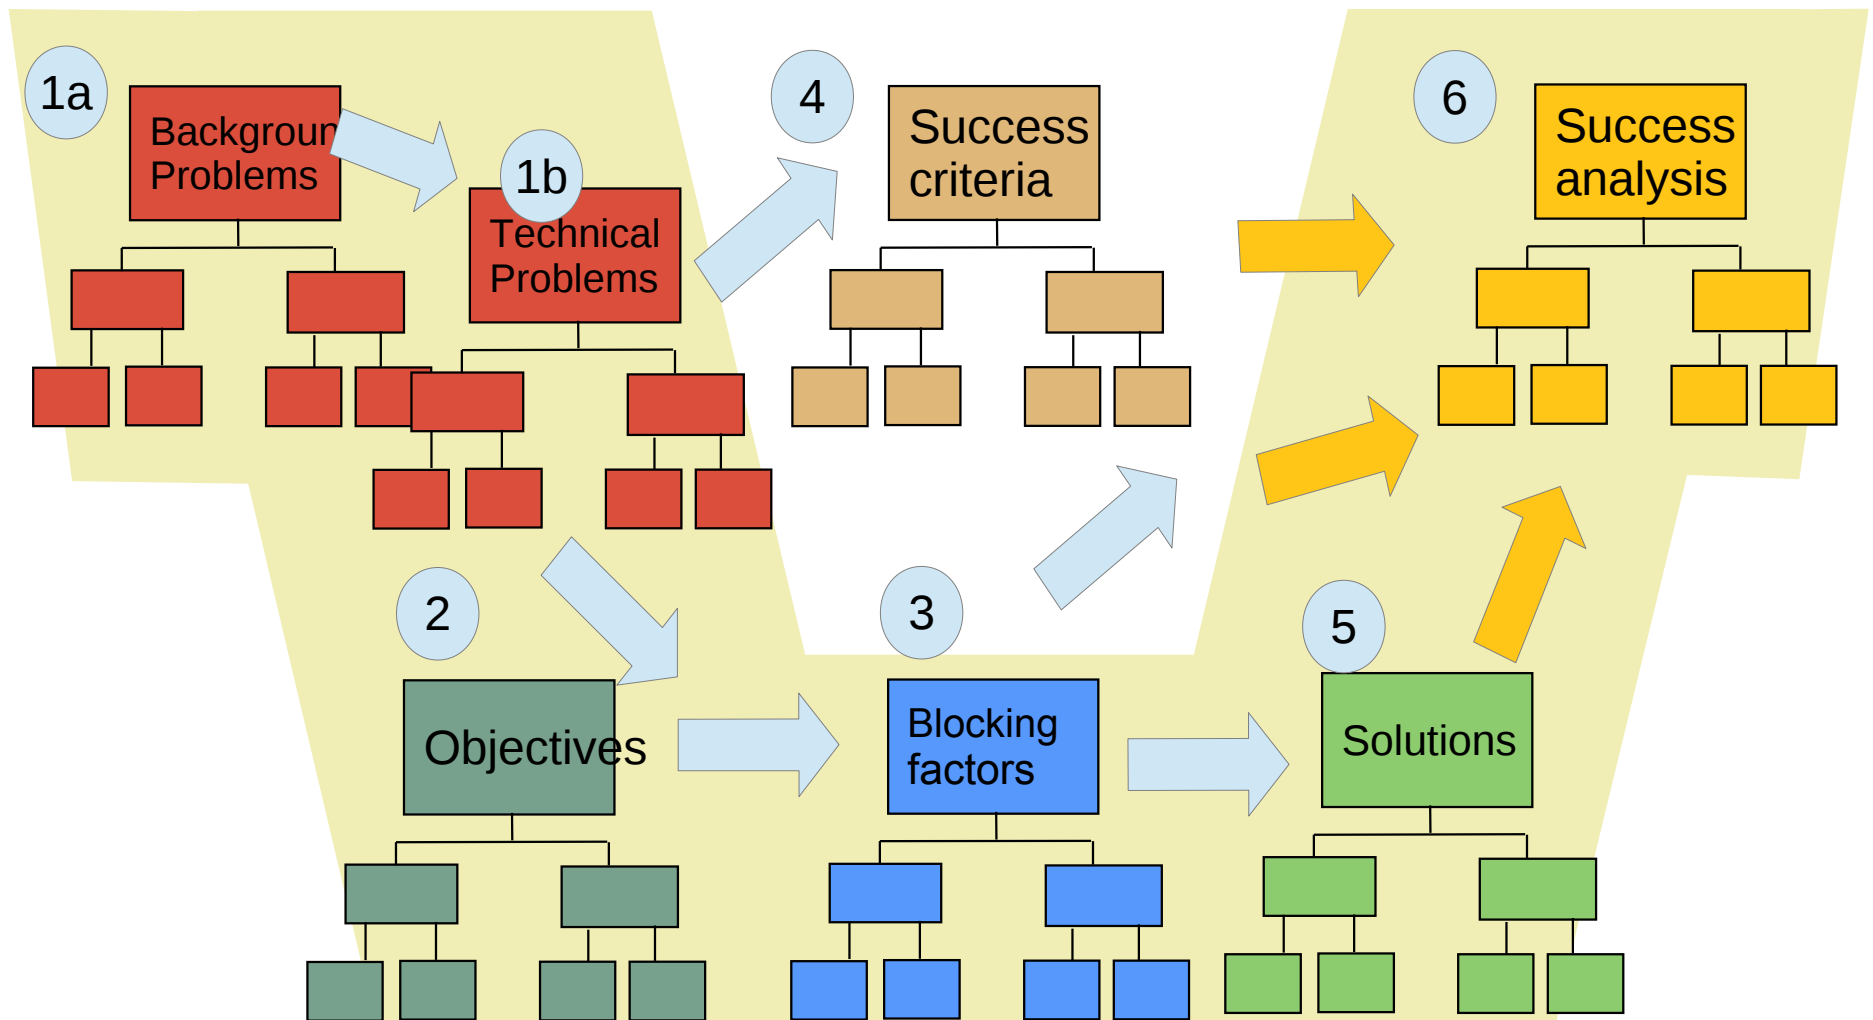 1a
Backgroun
Problems
1b
Technical
Problems
4
Success
criteria
6
Success
analysis
2
Objectives
3
Blocking
factors
5
Solutions